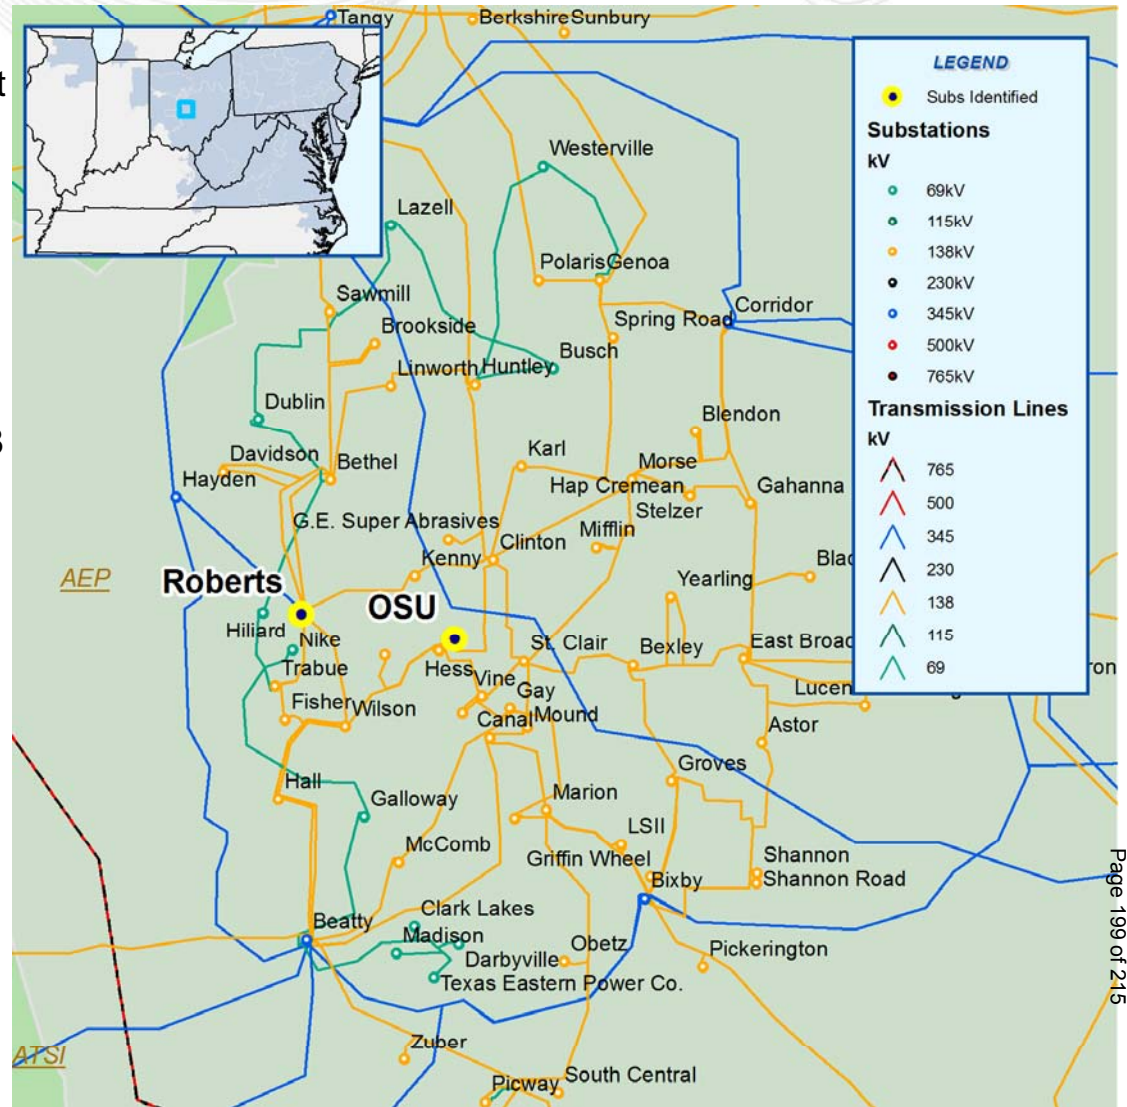 Tangy
Berkshire Sunbury
t
Westerville
Lazell
Polaris Genoa
Sawmill
Corridor
Spring Road
Brookside
Busch
Linworth Huntley
Dublin
Blendon
3
Davidson
Bethel
Karl
Morse
Hayden
Hap Cremean
Gahanna
Stelzer
G.E. Super Abrasives
Mifflin
Clinton
Kenny
AEP
Roberts
Yearling
OSU
Hiliard
Nike
St. Clair
Bexley
Trabue
Hess
Vine
Gay
Fisher
Wilson
Canal
Mound
Astor
Groves
Hall
Galloway
Marion
LSII
McComb
Griffin Wheel
Shannon
Bixby
Shannon Road
Clark Lakes
Beatty
Madison
Obetz
Pickerington
Darbyville
Texas Eastern Power Co.
Zuber
ATSI
Picway
South Central
LEGEND
Subs Identified
Substations
kV
69kV
115kV
138kV
230kV
345kV
500kV
765kV
Transmission Lines
kV
765
500
345
230
138
115
69
Page 199 of 215